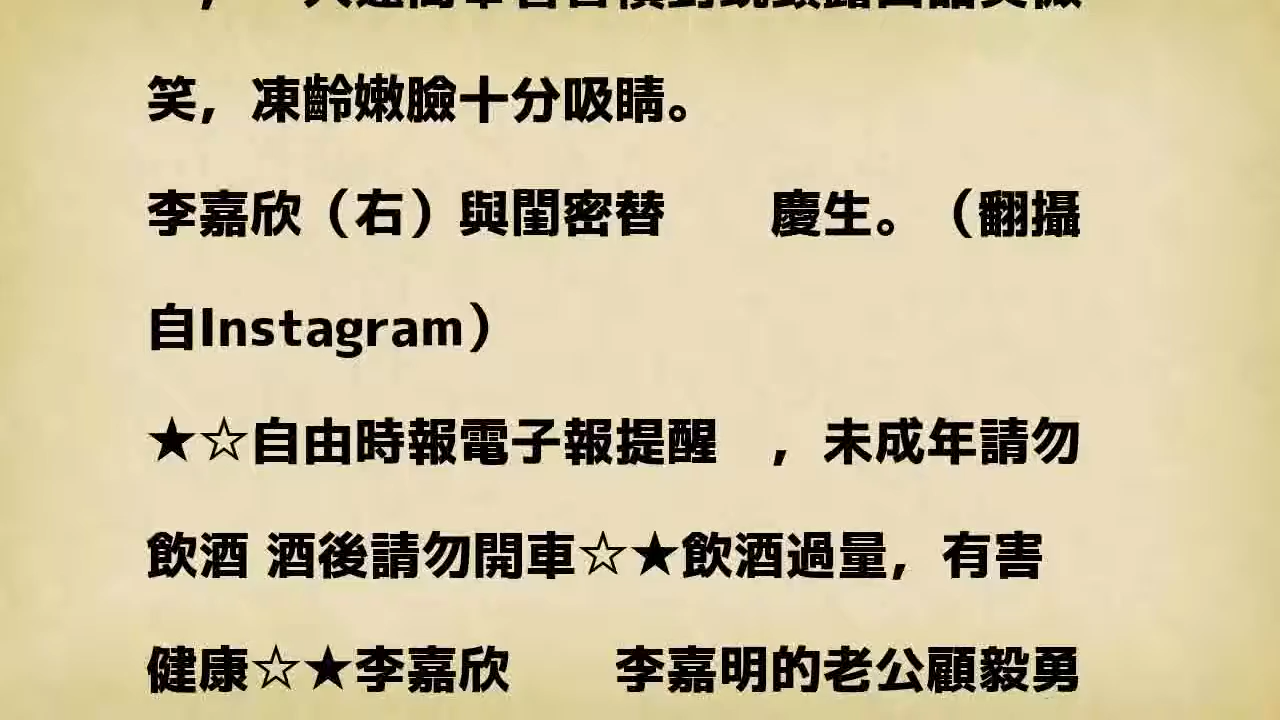 笑，凍齡嫩臉十分吸睛。
李嘉欣（右）與閨密替　　慶生。（翻攝
自Instagram）
★☆自由時報電子報提醒　，未成年請勿
飲酒 酒後請勿開車☆★飲酒過量，有害
健康☆★李嘉欣　　李嘉明的老公顧毅勇